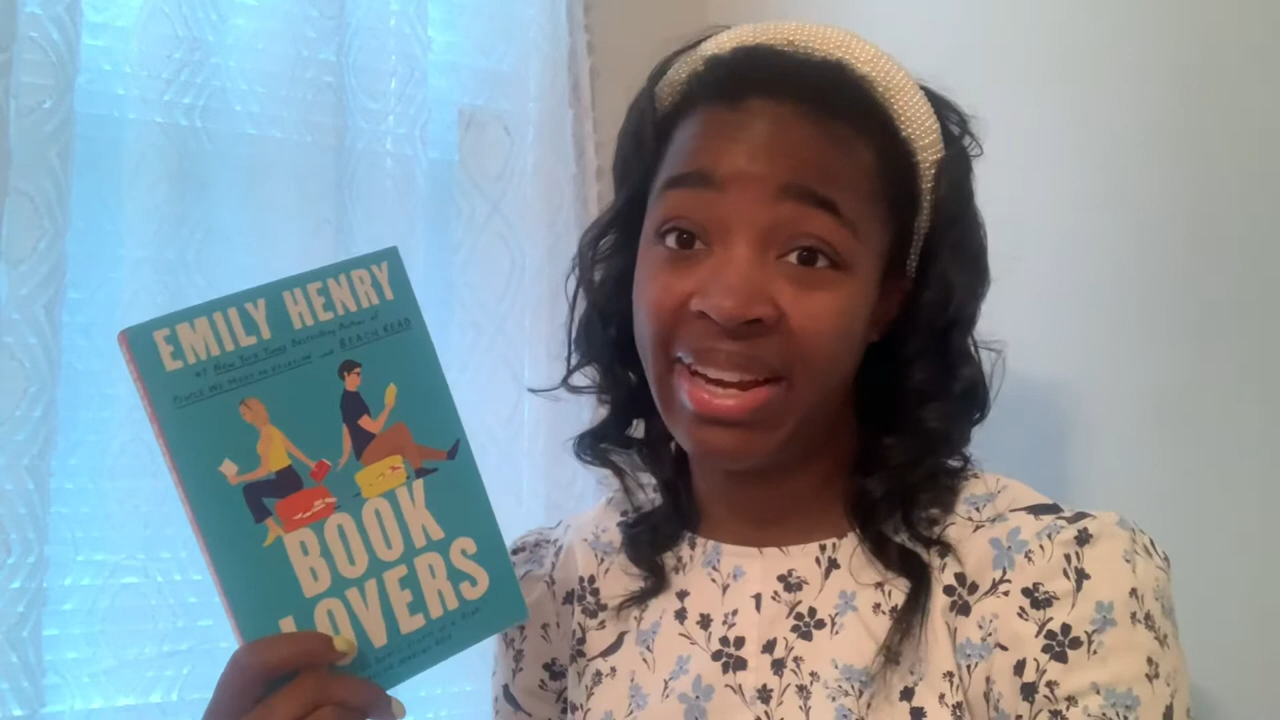 EMILY HENRY
#1 New York Times Bestselling Author of
PEOPLE WE MEET ON VACATION and BEACH READ
BOOK
LOVERS